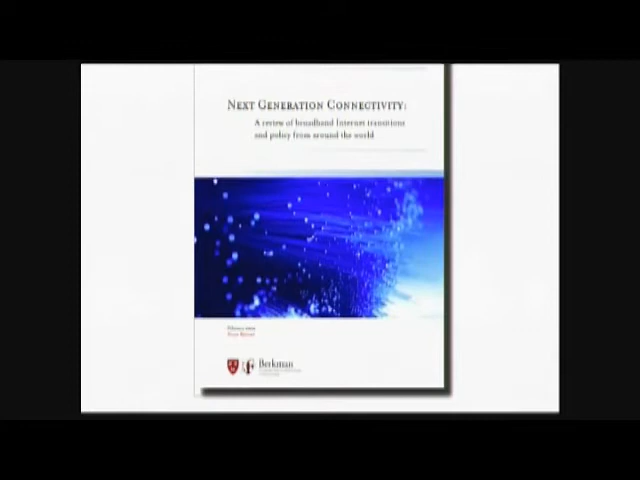 NEXT GENERATION CONNECTIVITY:
A review of broadband Internet transitions
and policy from around the world
Berkman